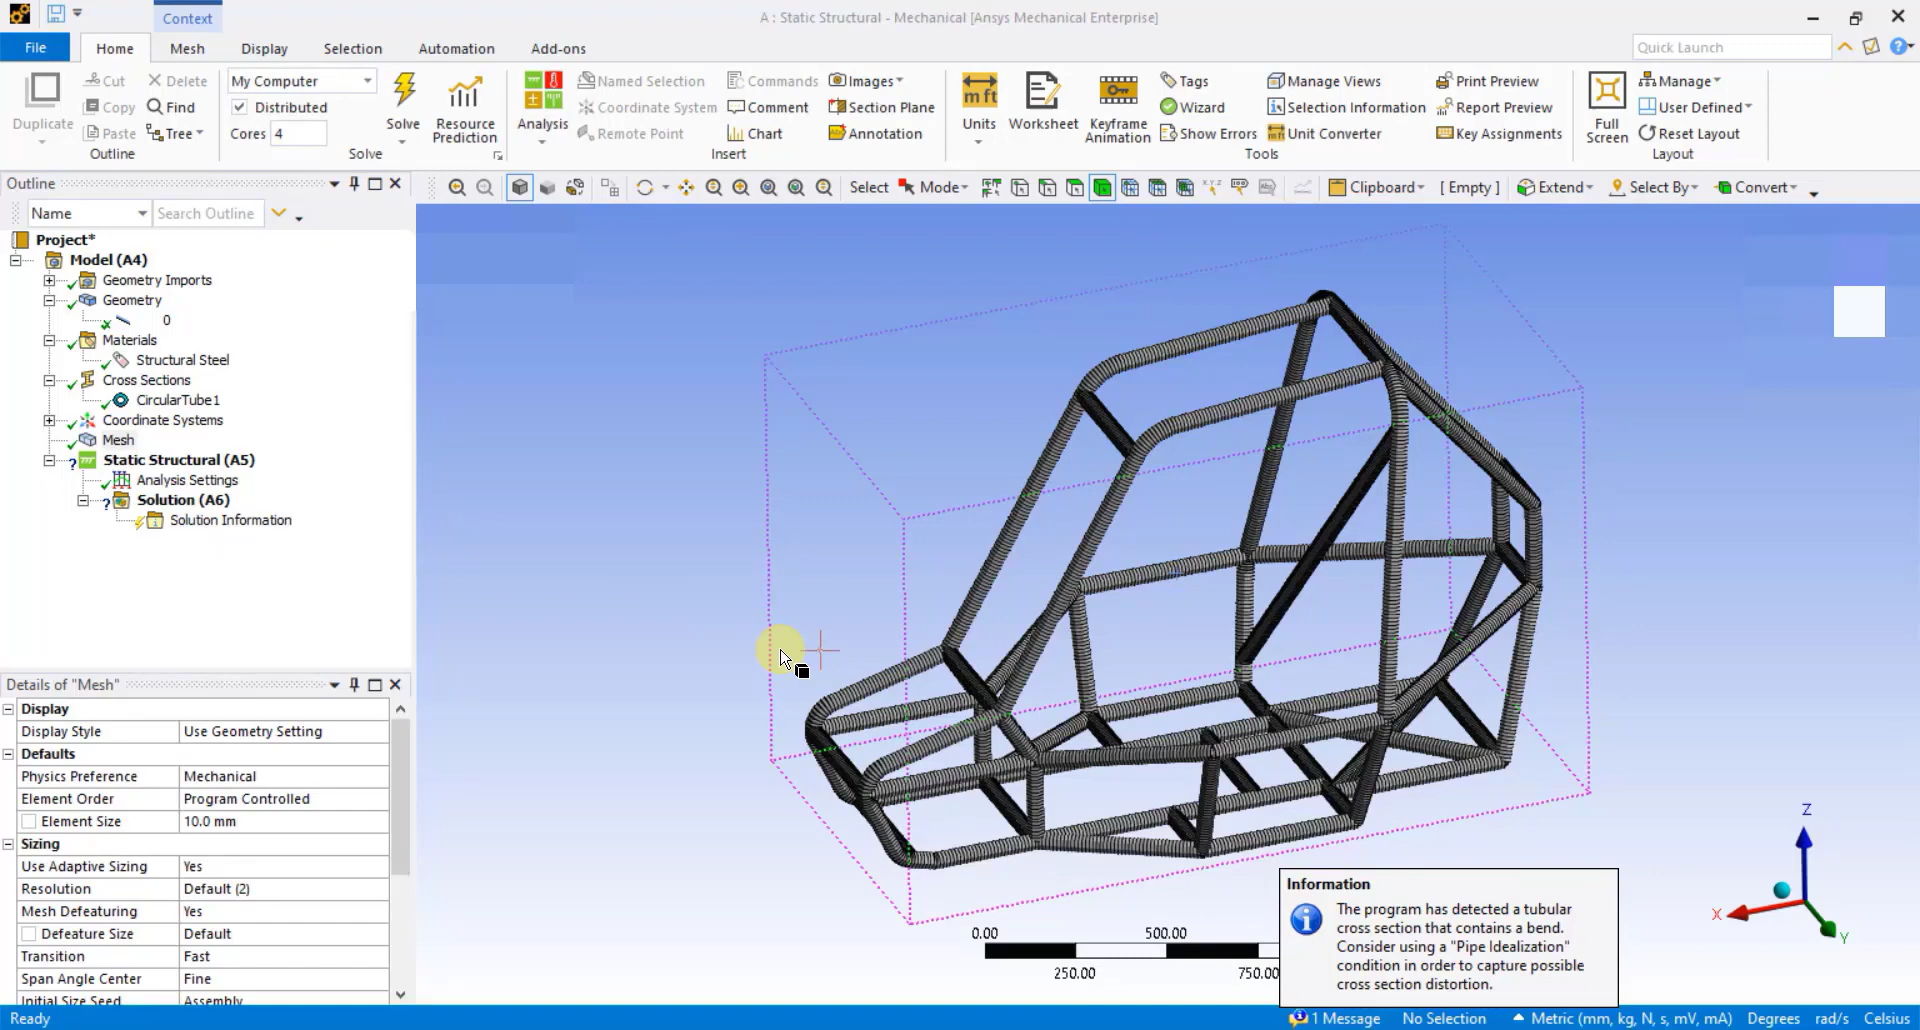 Context
A : Static Structural - Mechanical [Ansys Mechanical Enterprise]
File Home Mesh Display Selection Automation Add-ons
Quick Launch
Duplicate
Cut
Copy
Paste
Delete
Find
Tree
Outline
My Computer
Distributed
Cores 4
Solve
Resource
Prediction
Solve
Analysis
Named Selection
Coordinate System
Remote Point
Commands
Comment
Chart
Images
Section Plane
Annotation
Insert
Units
Worksheet
Keyframe
Animation
Tags
Wizard
Show Errors
Manage Views
Selection Information
Unit Converter
Print Preview
Report Preview
Key Assignments
Tools
Full
Screen
Manage
User Defined
Reset Layout
Layout
Outline
Select Mode Clipboard [ Empty ] Extend Select By Convert
Name Search Outline
Project*
Model (A4)
Geometry Imports
Geometry
0
Materials
Structural Steel
Cross Sections
CircularTube1
Coordinate Systems
Mesh
Static Structural (A5)
Analysis Settings
Solution (A6)
Solution Information
Details of "Mesh"
Display
Display Style Use Geometry Setting
Defaults
Physics Preference Mechanical
Element Order Program Controlled
Element Size 10.0 mm
Sizing
Use Adaptive Sizing Yes
Resolution Default (2)
Mesh Defeaturing Yes
Defeature Size Default
Transition Fast
Span Angle Center Fine
Initial Size Seed Assembly
0.00 500.00
250.00 750.00
Information
The program has detected a tubular
cross section that contains a bend.
Consider using a "Pipe Idealization"
condition in order to capture possible
cross section distortion.
Z
X
Y
Ready
1 Message No Selection Metric (mm, kg, N, s, mV, mA) Degrees rad/s Celsius